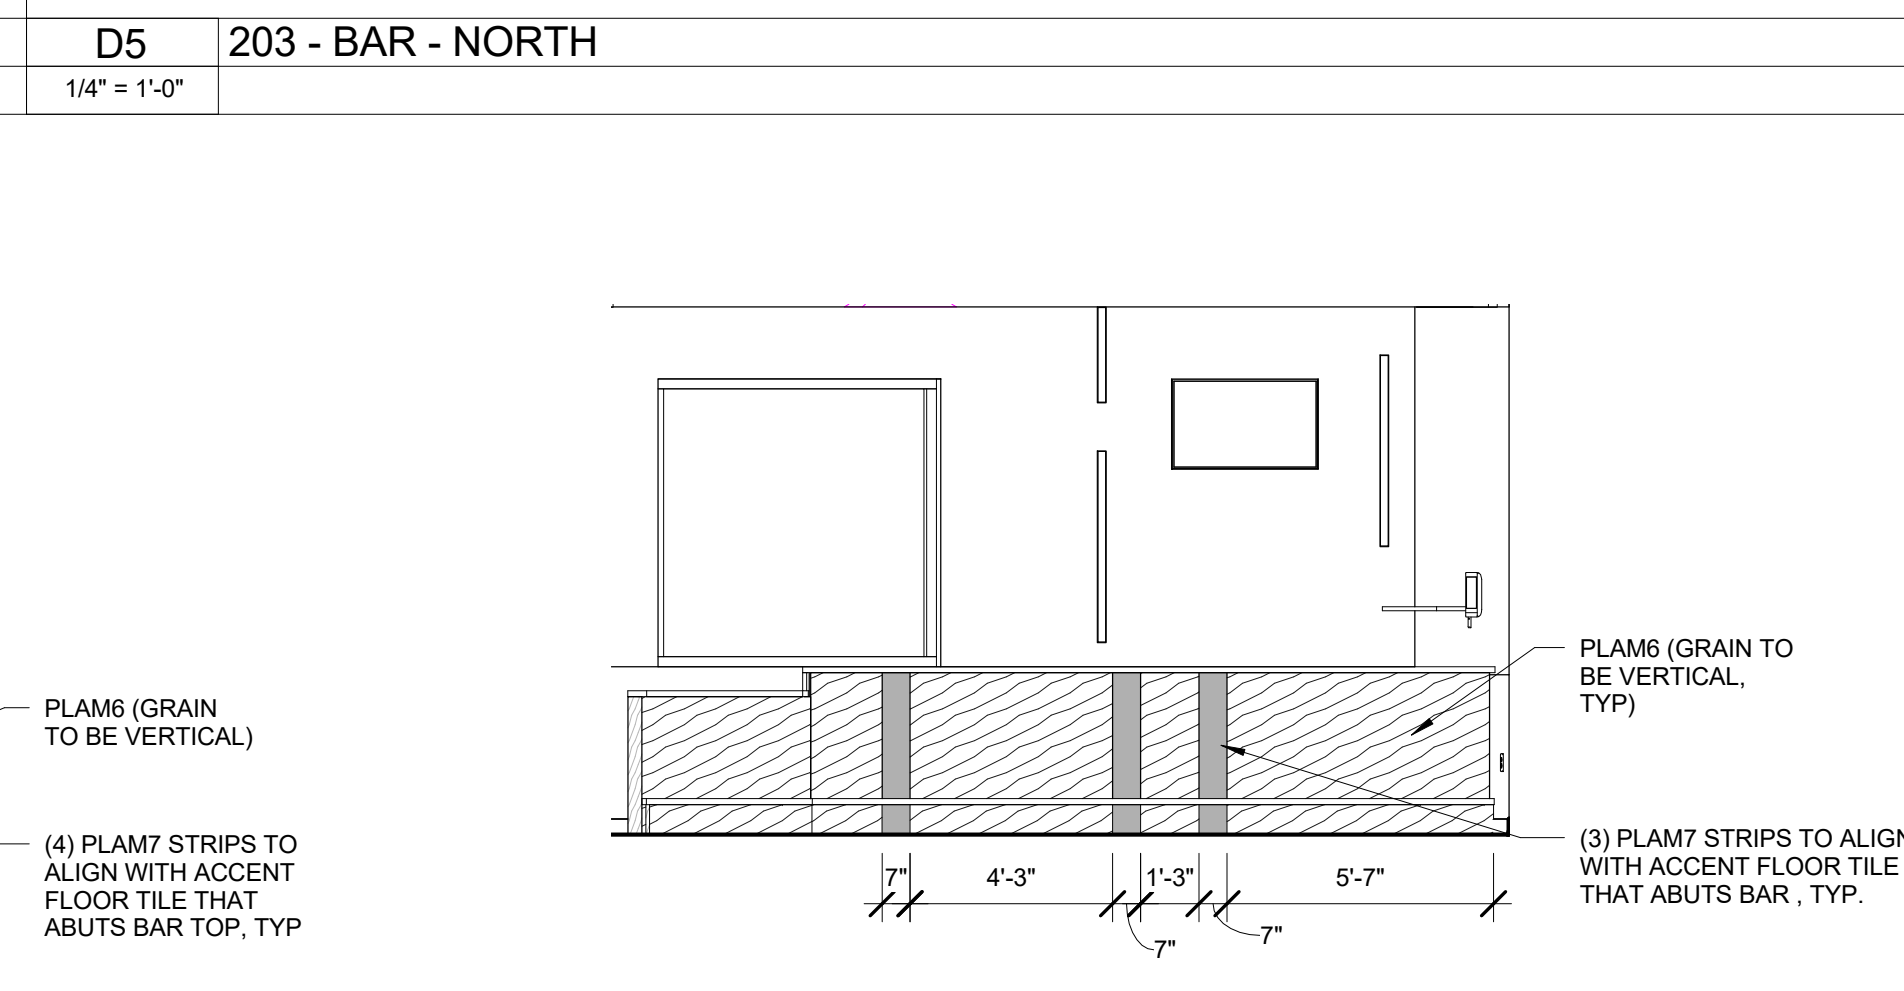 D5
203 - BAR - NORTH
1/4" = 1'-0"
PLAM6 (GRAIN
TO BE VERTICAL)
(4) PLAM7 STRIPS TO
ALIGN WITH ACCENT
FLOOR TILE THAT
ABUTS BAR TOP, TYP
PLAM6 (GRAIN TO
BE VERTICAL,
TYP)
(3) PLAM7 STRIPS TO ALIGN
WITH ACCENT FLOOR TILE
THAT ABUTS BAR , TYP.
7"
4'-3"
1'-3"
5'-7"
7"
7"